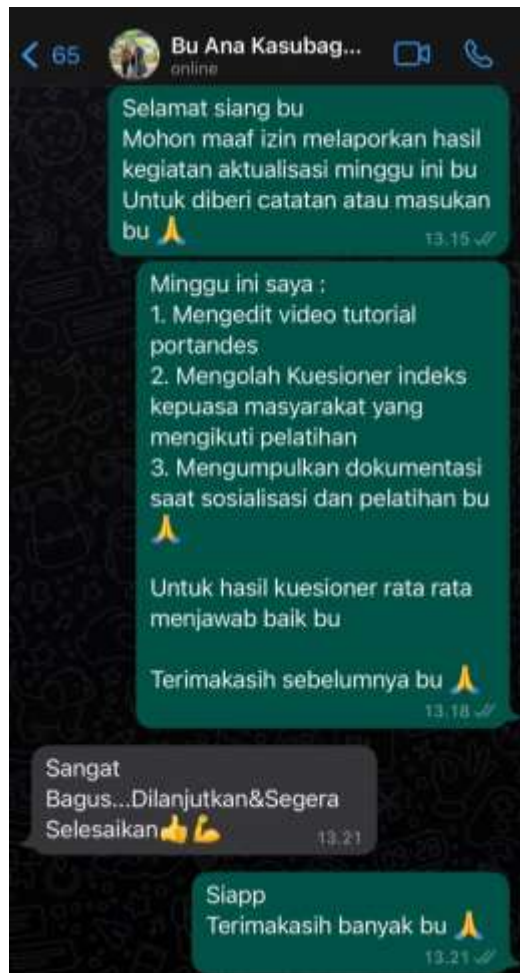 65
Bu Ana Kasubag...
online
Selamat siang bu
Mohon maaf izin melaporkan hasil
kegiatan aktualisasi minggu ini bu
Untuk diberi catatan atau masukan
bu 🙏
13.15
Minggu ini saya :
1. Mengedit video tutorial
portandes
2. Mengolah Kuesioner indeks
kepuasa masyarakat yang
mengikuti pelatihan
3. Mengumpulkan dokumentasi
saat sosialisasi dan pelatihan bu
🙏
Untuk hasil kuesioner rata rata
menjawab baik bu
Terimakasih sebelumnya bu 🙏
13.18
Sangat
Bagus...Dilanjutkan&Segera
Selesaikan👍💪
13.21
Siapp
Terimakasih banyak bu 🙏
13.21